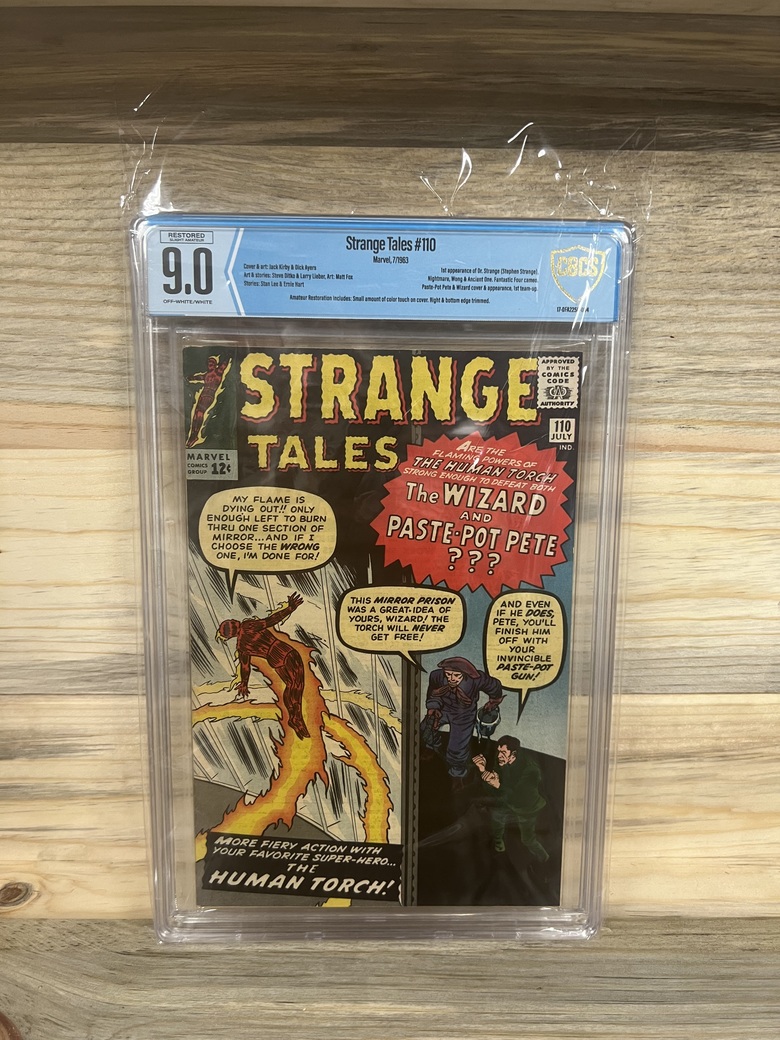 RESTORED
SLIGHT AMATEUR
9.0
OFF-WHITE/WHITE
Strange Tales #110
Marvel, 7/1963
Cover & art: Jack Kirby & Dick Ayers
Art & stories: Steve Ditko & Larry Lieber, Art: Matt Fox
Stories: Stan Lee & Ernie Hart
1st appearance of Dr. Strange (Stephen Strange),
Nightmare, Wong & Ancient One. Fantastic Four cameo.
Paste-Pot Pete & Wizard cover & appearance, 1st team-up.
Amateur Restoration Includes: Small amount of color touch on cover. Right & bottom edge trimmed.
CBCS
STRANGE
TALES
MARVEL
COMICS
GROUP
12¢
APPROVED
BY THE
COMICS
CODE
AUTHORITY
110
JULY
IND.
ARE THE
FLAMING POWERS OF
THE HUMAN TORCH
STRONG ENOUGH TO DEFEAT BOTH
The WIZARD
AND
PASTE-POT PETE
???
MY FLAME IS
DYING OUT!! ONLY
ENOUGH LEFT TO BURN
THRU ONE SECTION OF
MIRROR...AND IF I
CHOOSE THE WRONG
ONE, I'M DONE FOR!
THIS MIRROR PRISON
WAS A GREAT IDEA OF
YOURS, WIZARD! THE
TORCH WILL NEVER
GET FREE!
AND EVEN
IF HE DOES,
PETE, YOU'LL
FINISH HIM
OFF WITH
YOUR
INVINCIBLE
PASTE-POT
GUN!
MORE FIERY ACTION WITH
YOUR FAVORITE SUPER-HERO...
THE
HUMAN TORCH!